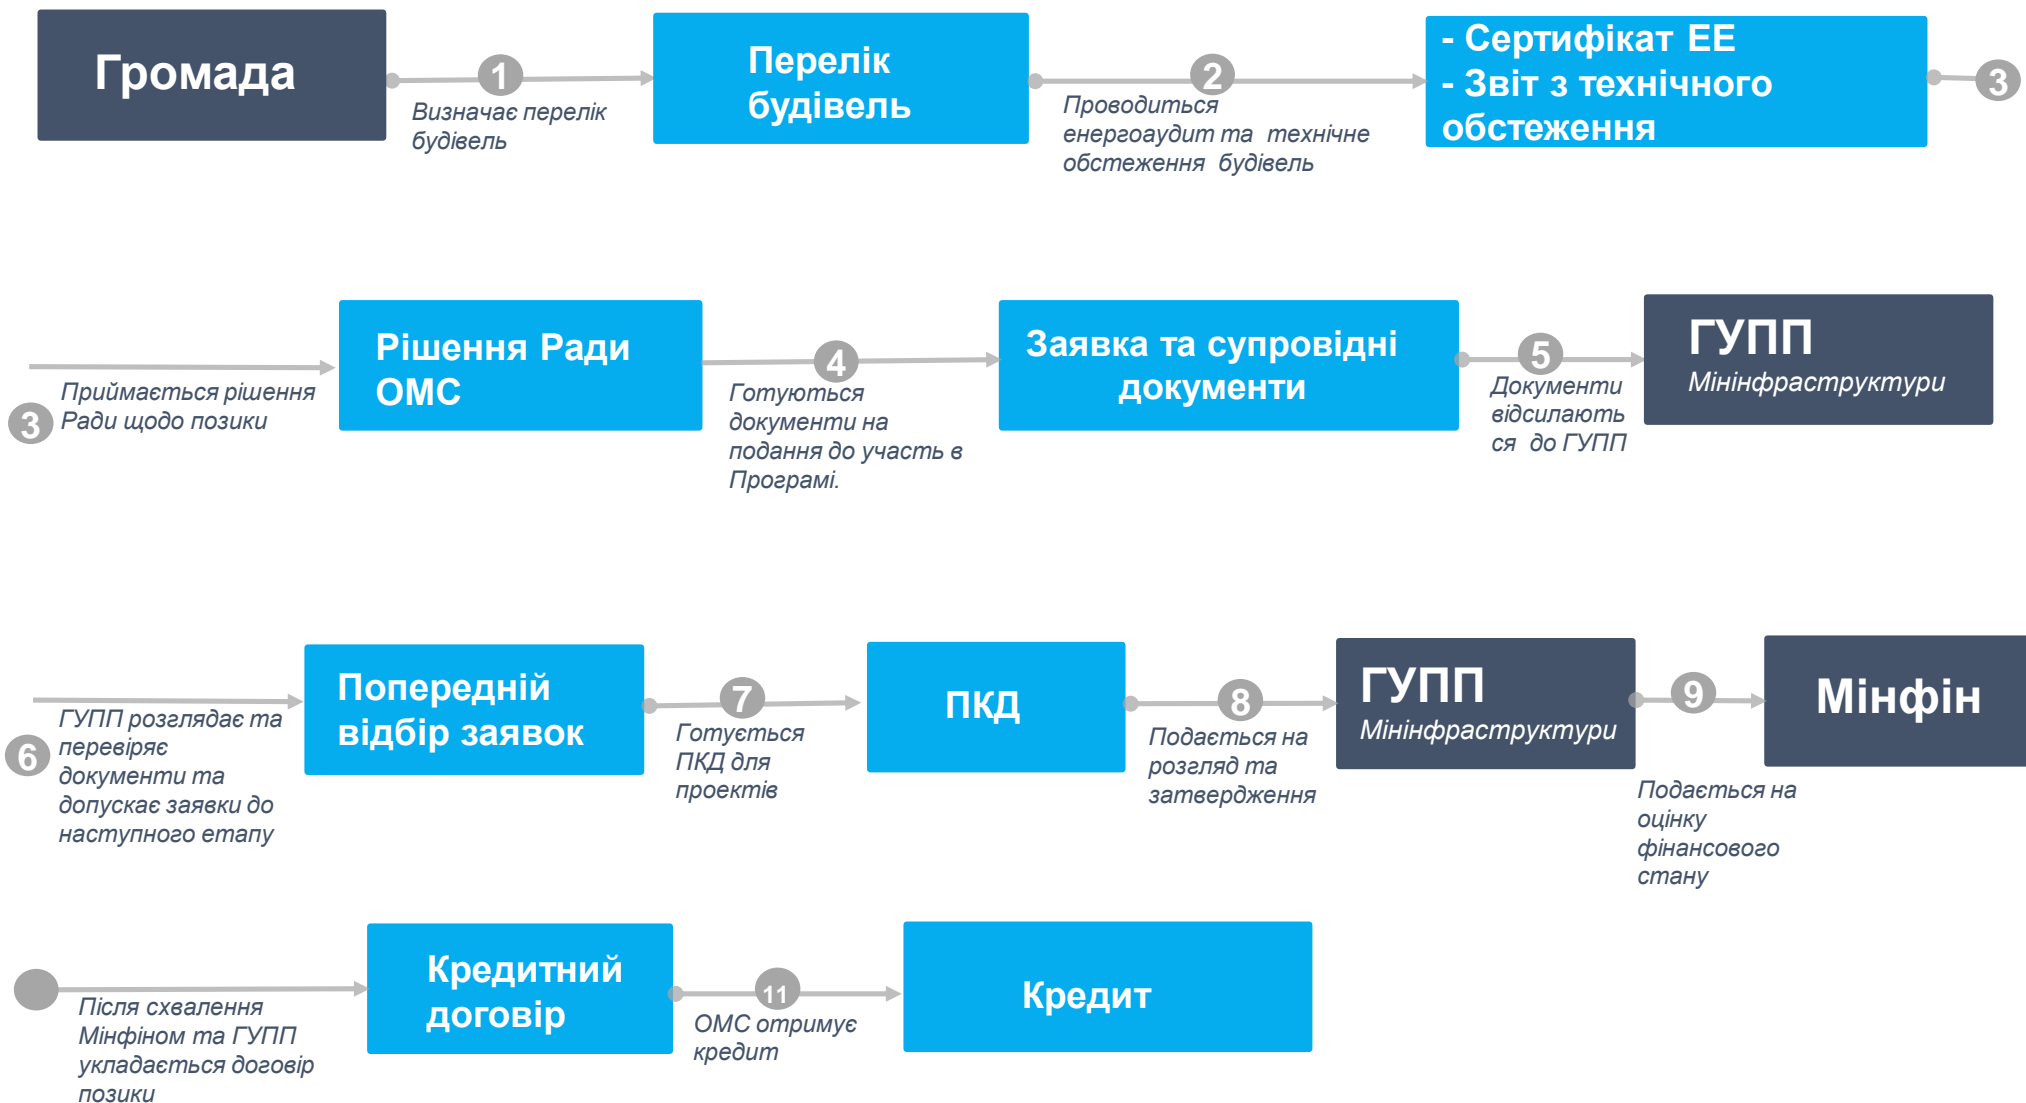 Громада
1
Визначає перелік
будівель
Перелік
будівель
2
Проводиться
енергоаудит та технічне
обстеження будівель
- Сертифікат ЕЕ
- Звіт з технічного
обстеження
3
3
Приймається рішення
Ради щодо позики
Рішення Ради
ОМС
4
Готуються
документи на
подання до участь в
Програмі.
Заявка та супровідні
документи
5
Документи
відсилають
ся до ГУПП
ГУПП
Мінінфраструктури
6
ГУПП розглядає та
перевіряє
документи та
допускає заявки до
наступного етапу
Попередній
відбір заявок
7
Готується
ПКД для
проектів
ПКД
8
Подається на
розгляд та
затвердження
ГУПП
Мінінфраструктури
9
Подається на
оцінку
фінансового
стану
Мінфін
Після схвалення
Мінфіном та ГУПП
укладається договір
позики
Кредитний
договір
11
ОМС отримує
кредит
Кредит